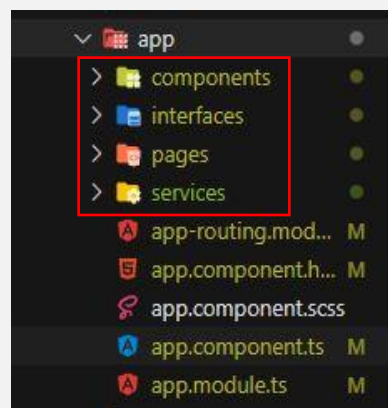 app
components
interfaces
pages
services
app-routing.mod... M
app.component.h... M
app.component.scss
app.component.ts M
app.module.ts M